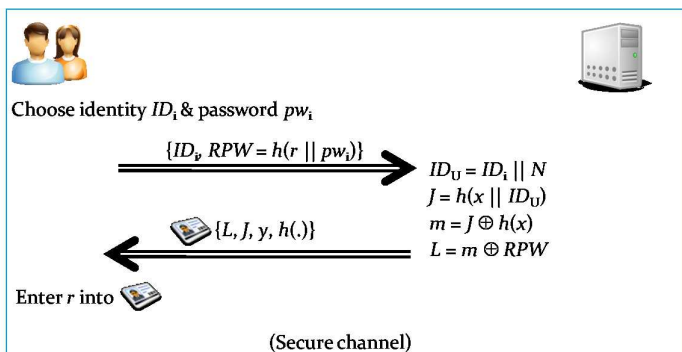 Choose identity IDi & password pwi
{IDi, RPW = h(r || pwi)}
IDU = IDi || N
J = h(x || IDU)
m = J ⊕ h(x)
L = m ⊕ RPW
{L, J, y, h(.)}
Enter r into
(Secure channel)